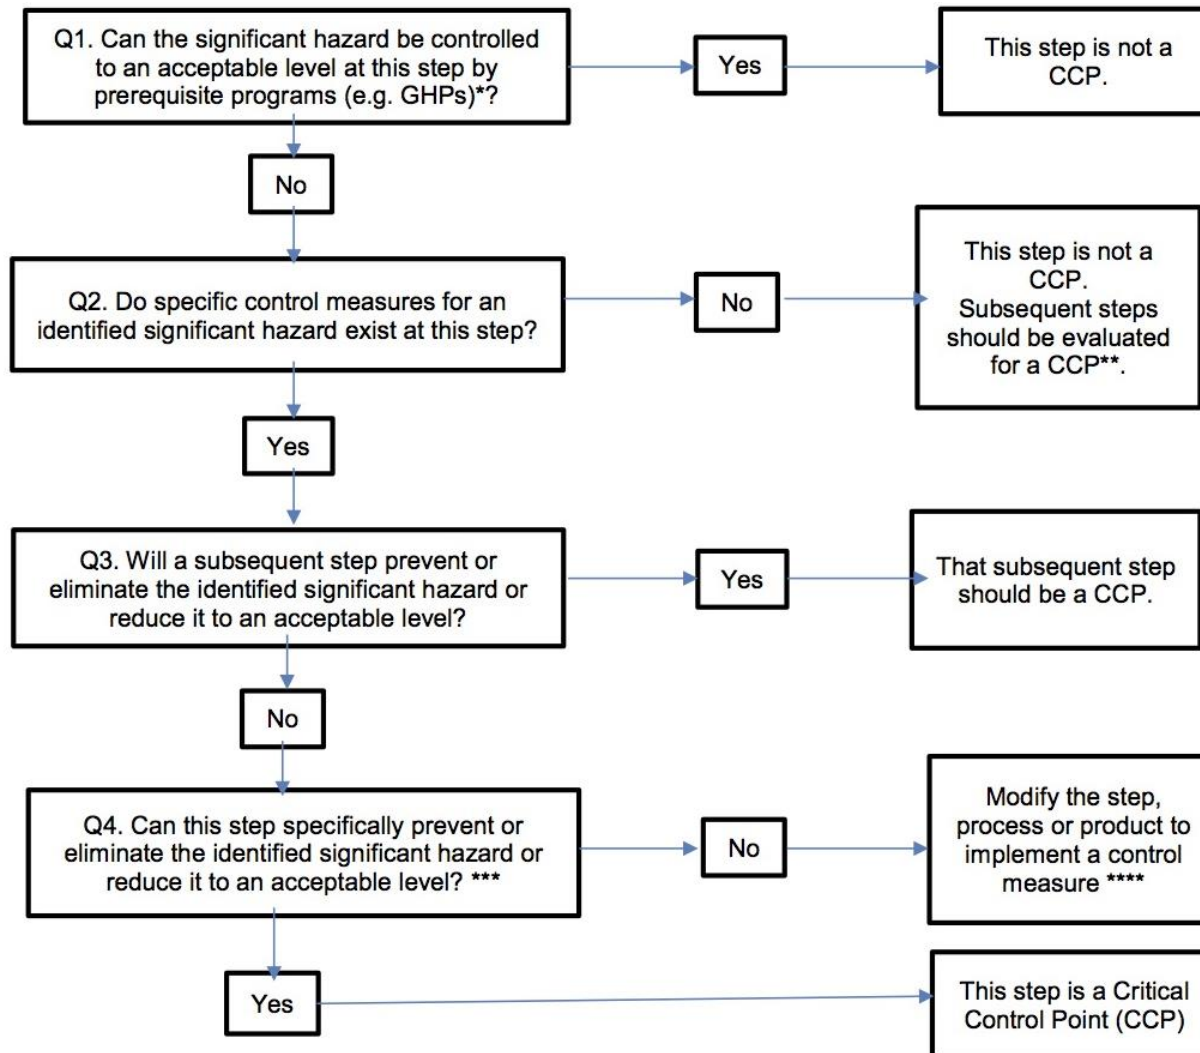 Q1. Can the significant hazard be controlled
to an acceptable level at this step by
prerequisite programs (e.g. GHPs)*?
Yes
This step is not a
CCP.
No
Q2. Do specific control measures for an
identified significant hazard exist at this step?
No
This step is not a
CCP.
Subsequent steps
should be evaluated
for a CCP**.
Yes
Q3. Will a subsequent step prevent or
eliminate the identified significant hazard or
reduce it to an acceptable level?
Yes
That subsequent step
should be a CCP.
No
Q4. Can this step specifically prevent or
eliminate the identified significant hazard or
reduce it to an acceptable level? ***
No
Modify the step,
process or product to
implement a control
measure ****
Yes
This step is a Critical
Control Point (CCP)